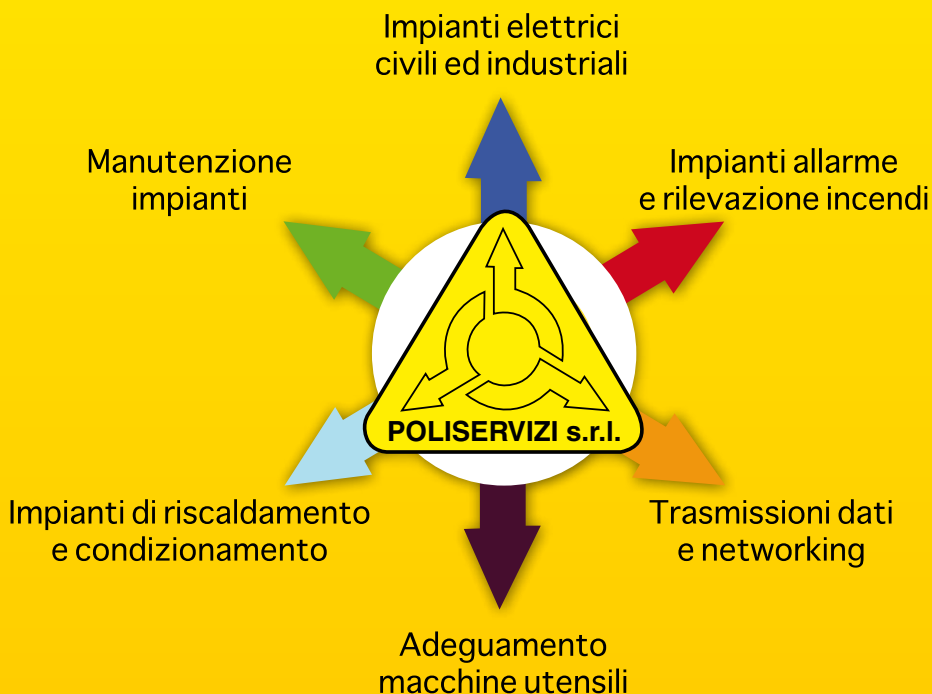 Impianti elettrici
civili ed industriali
Manutenzione
impianti
Impianti allarme
e rilevazione incendi
POLISERVIZI s.r.l.
Impianti di riscaldamento
e condizionamento
Trasmissioni dati
e networking
Adeguamento
macchine utensili